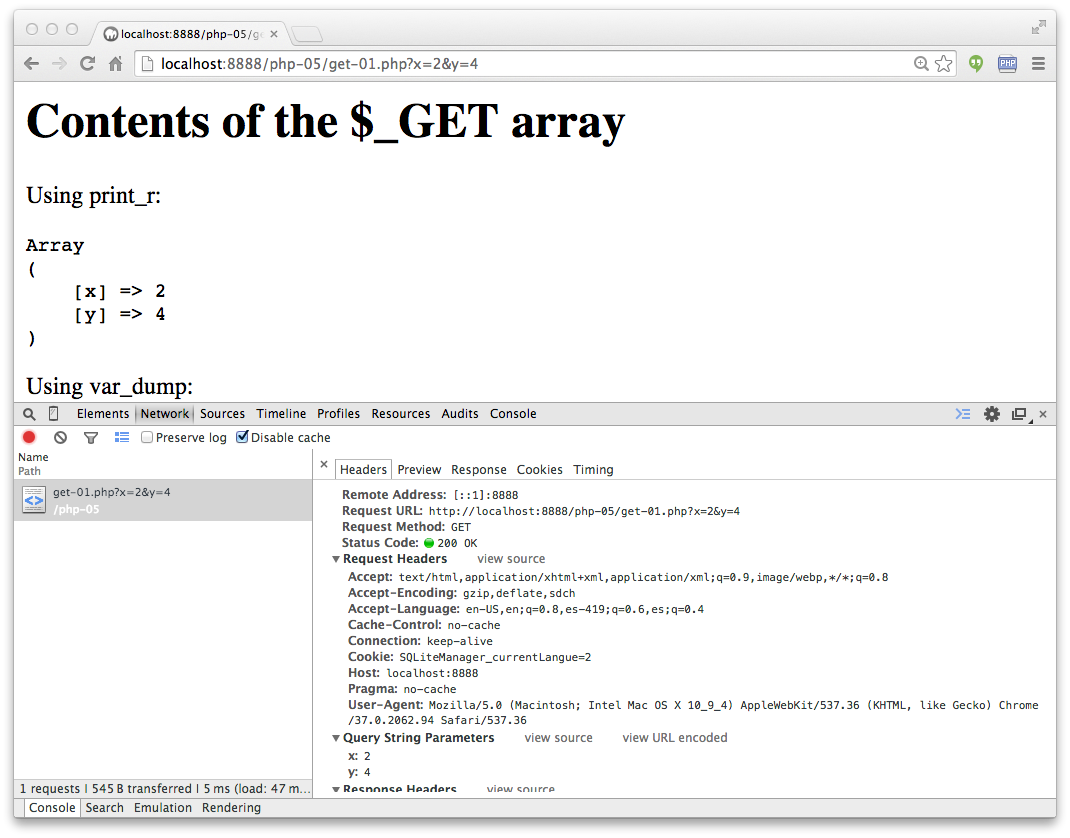 localhost:8888/php-05/ge
localhost:8888/php-05/get-01.php?x=2&y=4
PHP
Contents of the $_GET array
Using print_r:
Array
(
[x] => 2
[y] => 4
)
Using var_dump:
Elements Network Sources Timeline Profiles Resources Audits Console
Preserve log Disable cache
Name
Path
get-01.php?x=2&y=4
/php-05
Headers Preview Response Cookies Timing
Remote Address: [::1]:8888
Request URL: http://localhost:8888/php-05/get-01.php?x=2&y=4
Request Method: GET
Status Code: 200 OK
Request Headers view source
Accept: text/html,application/xhtml+xml,application/xml;q=0.9,image/webp,*/*;q=0.8
Accept-Encoding: gzip,deflate,sdch
Accept-Language: en-US,en;q=0.8,es-419;q=0.6,es;q=0.4
Cache-Control: no-cache
Connection: keep-alive
Cookie: SQLiteManager_currentLangue=2
Host: localhost:8888
Pragma: no-cache
User-Agent: Mozilla/5.0 (Macintosh; Intel Mac OS X 10_9_4) AppleWebKit/537.36 (KHTML, like Gecko) Chrome
/37.0.2062.94 Safari/537.36
Query String Parameters view source view URL encoded
x: 2
y: 4
Response Headers view source
1 requests | 545 B transferred | 5 ms (load: 47 m...
Console Search Emulation Rendering